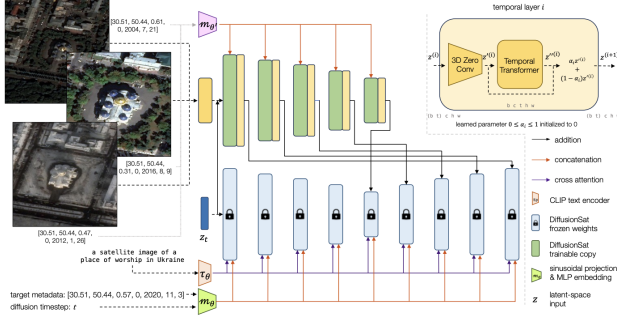 [30.51, 50.44, 0.61,
0, 2004, 7, 21]
m_θ'
[30.51, 50.44,
0.31, 0, 2016, 8, 9]
[30.51, 50.44, 0.47,
0, 2012, 1, 26]
z_t
a satellite image of a
place of worship in Ukraine
τ_θ
target metadata: [30.51, 50.44, 0.57, 0, 2020, 11, 3]
diffusion timestep: t
m_θ
temporal layer i
z^(i)
3D Zero
Conv
z'^(i)
Temporal
Transformer
z''^(i)
α_i z'^(i)
(1 − α_i)z''^(i)
z^(i+1)
b c t h w
(b t) c h w
(b t) c h w
learned parameter 0 ≤ α_i ≤ 1 initialized to 0
addition
concatenation
cross attention
CLIP text encoder
DiffusionSat
frozen weights
DiffusionSat
trainable copy
sinusoidal projection
& MLP embedding
z
latent-space
input